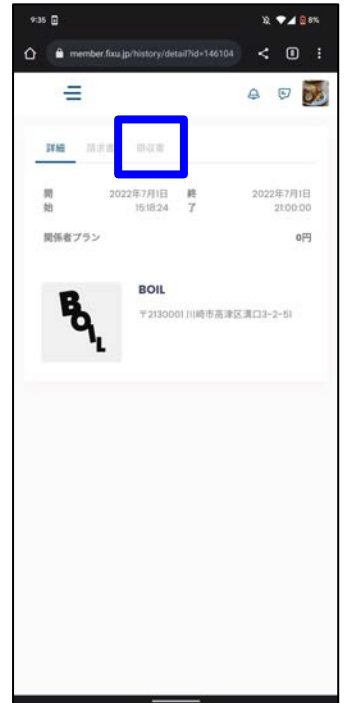 9:35
8%
member.fixu.jp/history/detail?id=146104
8
詳細 請求書 領収書
開始 2022年7月1日 15:18:24 終了 2022年7月1日 21:00:00
関係者プラン 0円
BOIL
BOIL
〒2130001 川崎市高津区溝口3-2-51